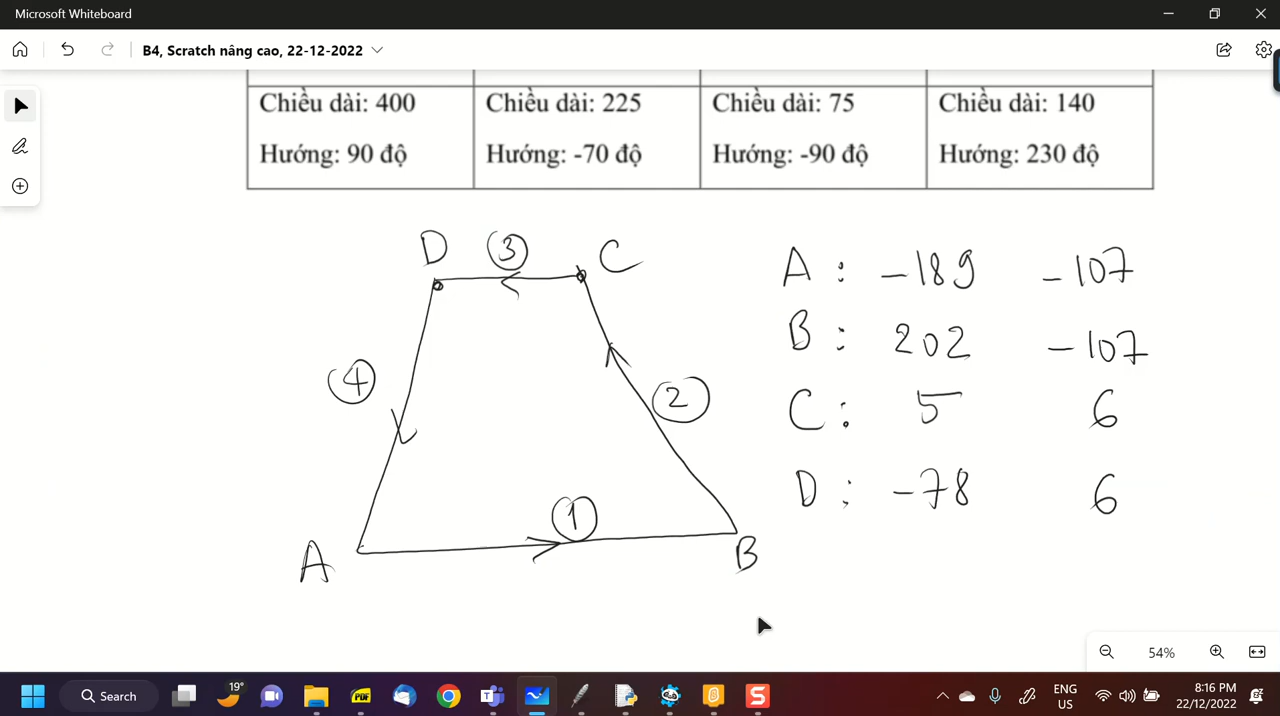 Microsoft Whiteboard
B4, Scratch nâng cao, 22-12-2022
Chiều dài: 400
Hướng: 90 độ
Chiều dài: 225
Hướng: -70 độ
Chiều dài: 75
Hướng: -90 độ
Chiều dài: 140
Hướng: 230 độ
D 3 C
4
2
1
A
B
A : -189 -107
B : 202 -107
C : 5 6
D : -78 6
54%
Search
19°
PDF
ENG
US
8:16 PM
22/12/2022